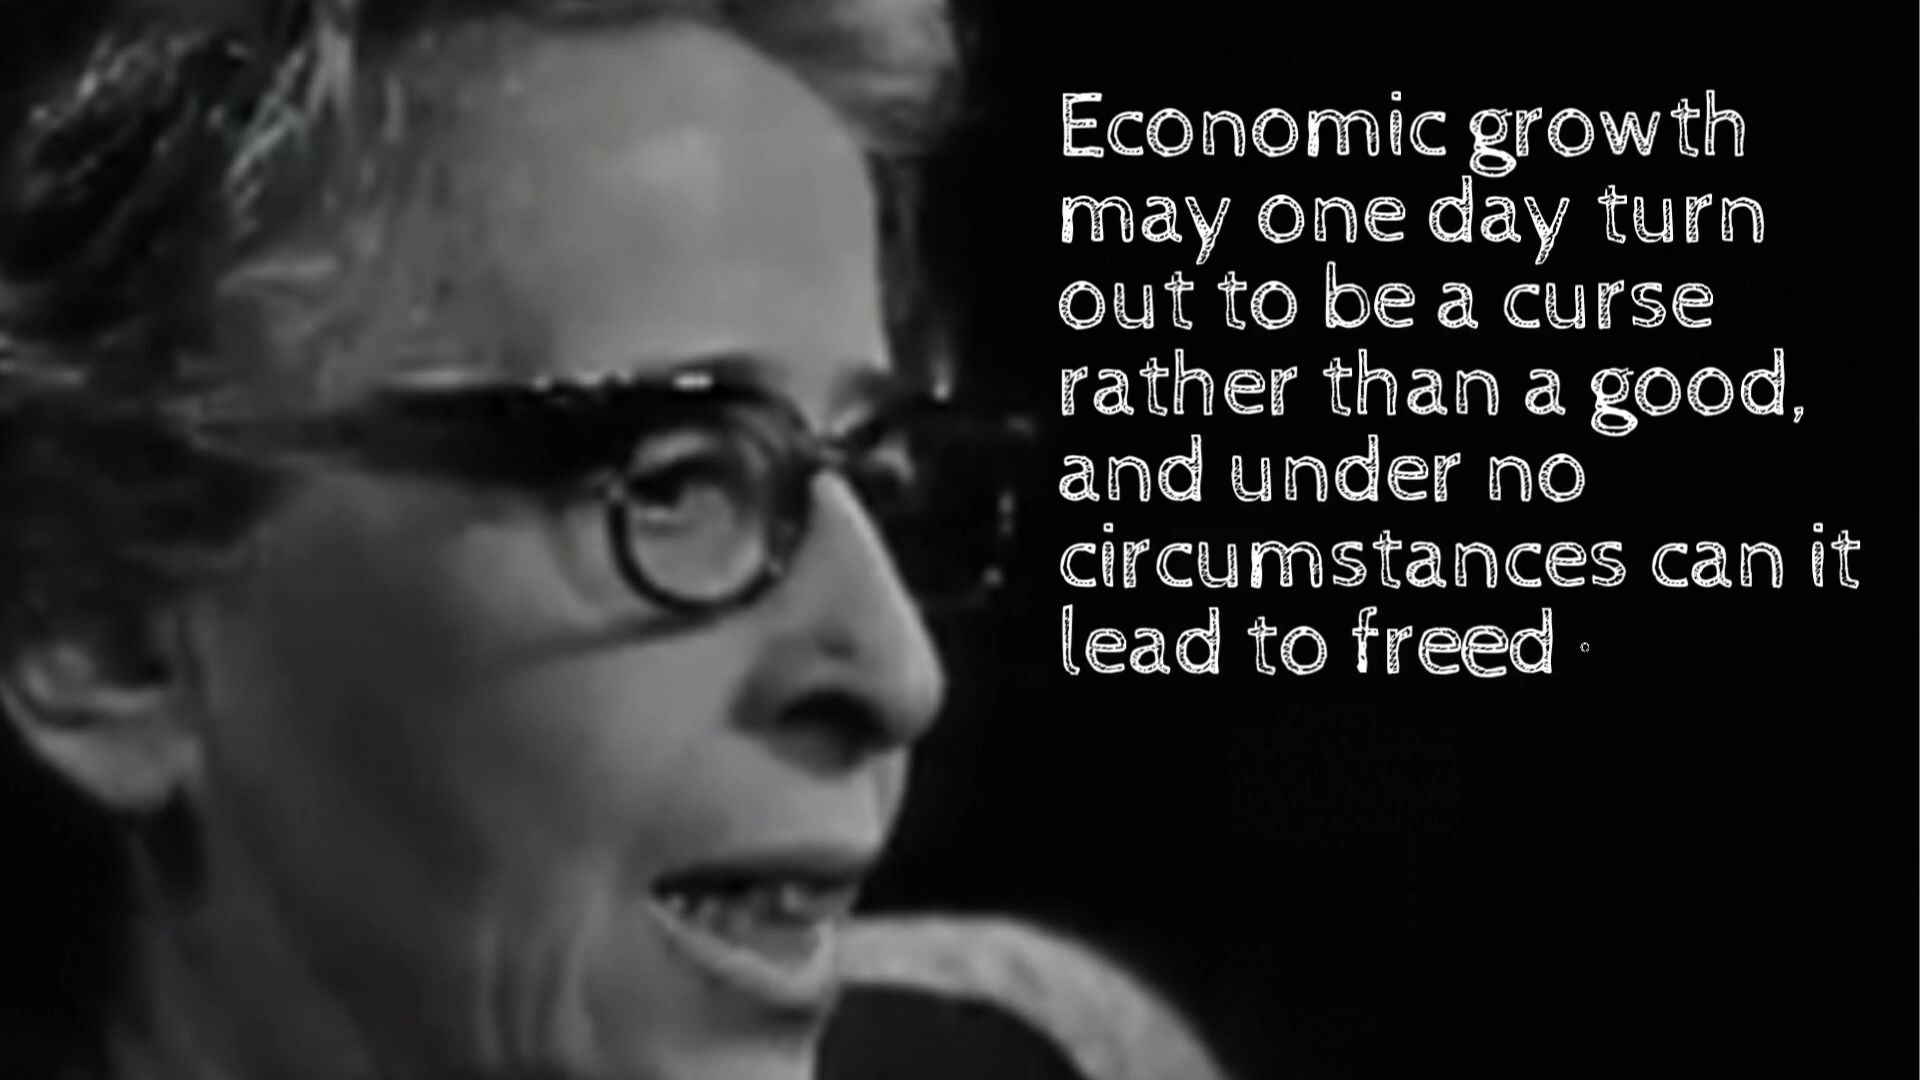 Economic growth
may one day turn
out to be a curse
rather than a good,
and under no
circumstances can it
lead to freed